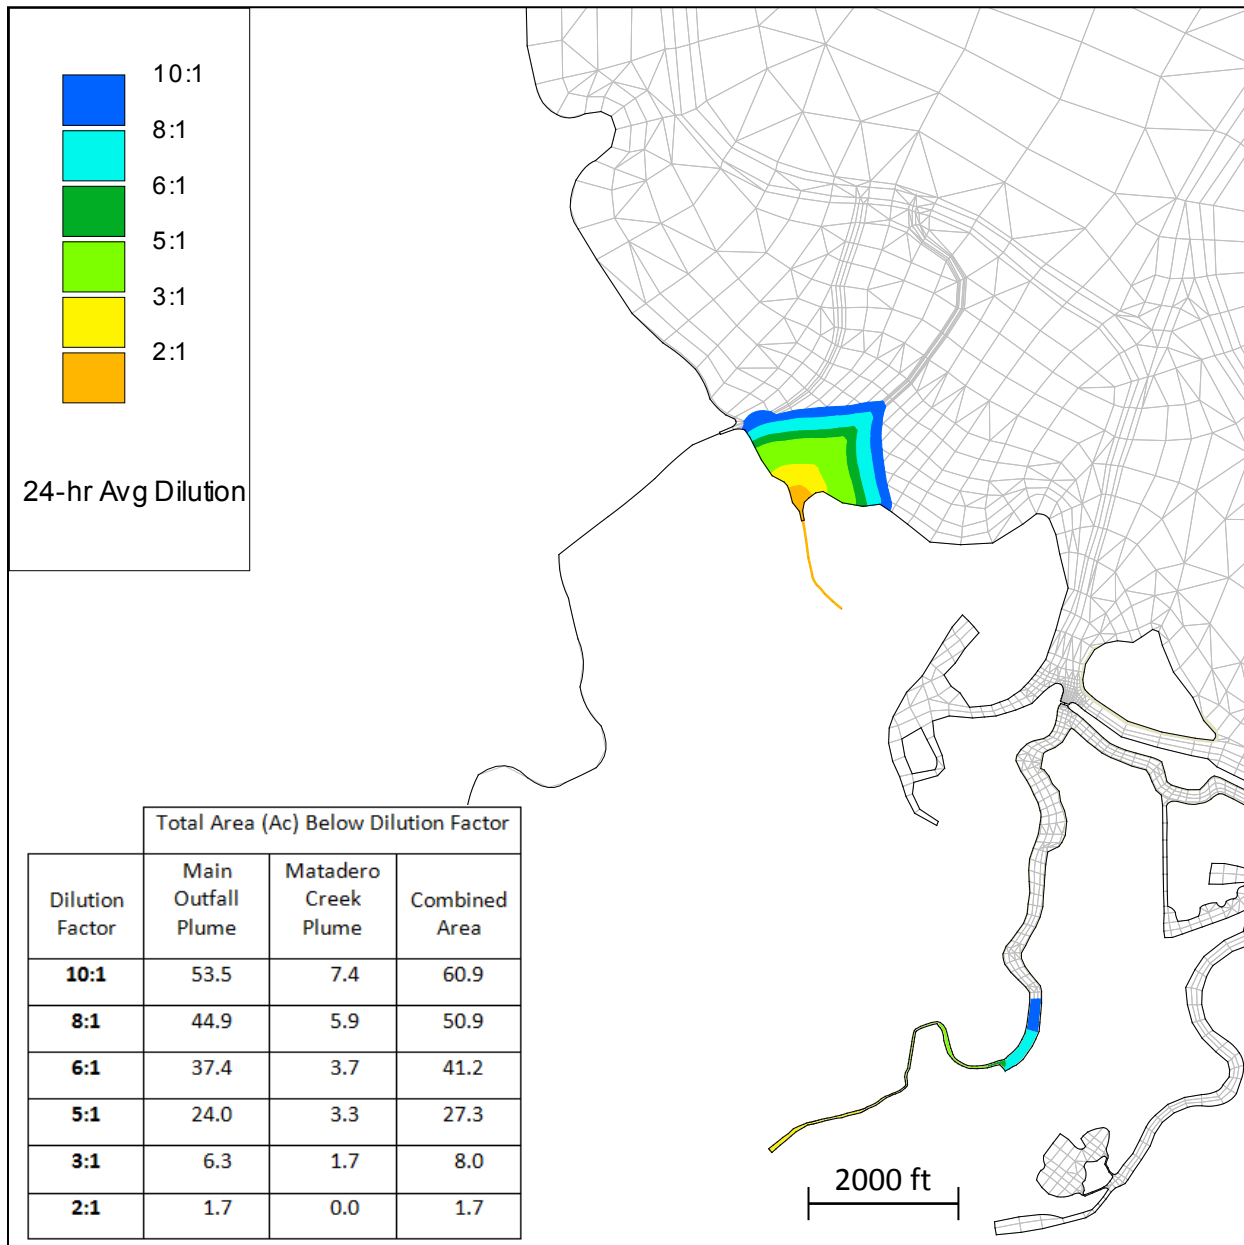 10:1
8:1
6:1
5:1
3:1
2:1
24-hr Avg Dilution
Total Area (Ac) Below Dilution Factor
Dilution Factor Main Outfall Plume Matadero Creek Plume Combined Area
10:1 53.5 7.4 60.9
8:1 44.9 5.9 50.9
6:1 37.4 3.7 41.2
5:1 24.0 3.3 27.3
3:1 6.3 1.7 8.0
2:1 1.7 0.0 1.7
2000 ft